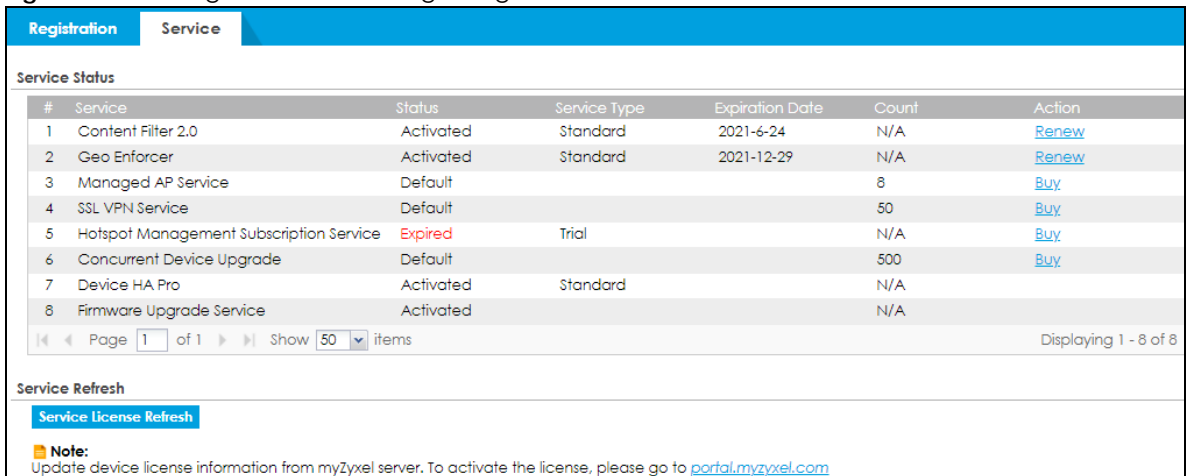 Registration Service
Service Status
# Service Status Service Type Expiration Date Count Action
1 Content Filter 2.0 Activated Standard 2021-6-24 N/A Renew
2 Geo Enforcer Activated Standard 2021-12-29 N/A Renew
3 Managed AP Service Default 8 Buy
4 SSL VPN Service Default 50 Buy
5 Hotspot Management Subscription Service Expired Trial N/A Buy
6 Concurrent Device Upgrade Default 500 Buy
7 Device HA Pro Activated Standard N/A
8 Firmware Upgrade Service Activated N/A
Page 1 of 1 Show 50 items Displaying 1 - 8 of 8
Service Refresh
Service License Refresh
Note:
Update device license information from myZyxel server. To activate the license, please go to portal.myzyxel.com